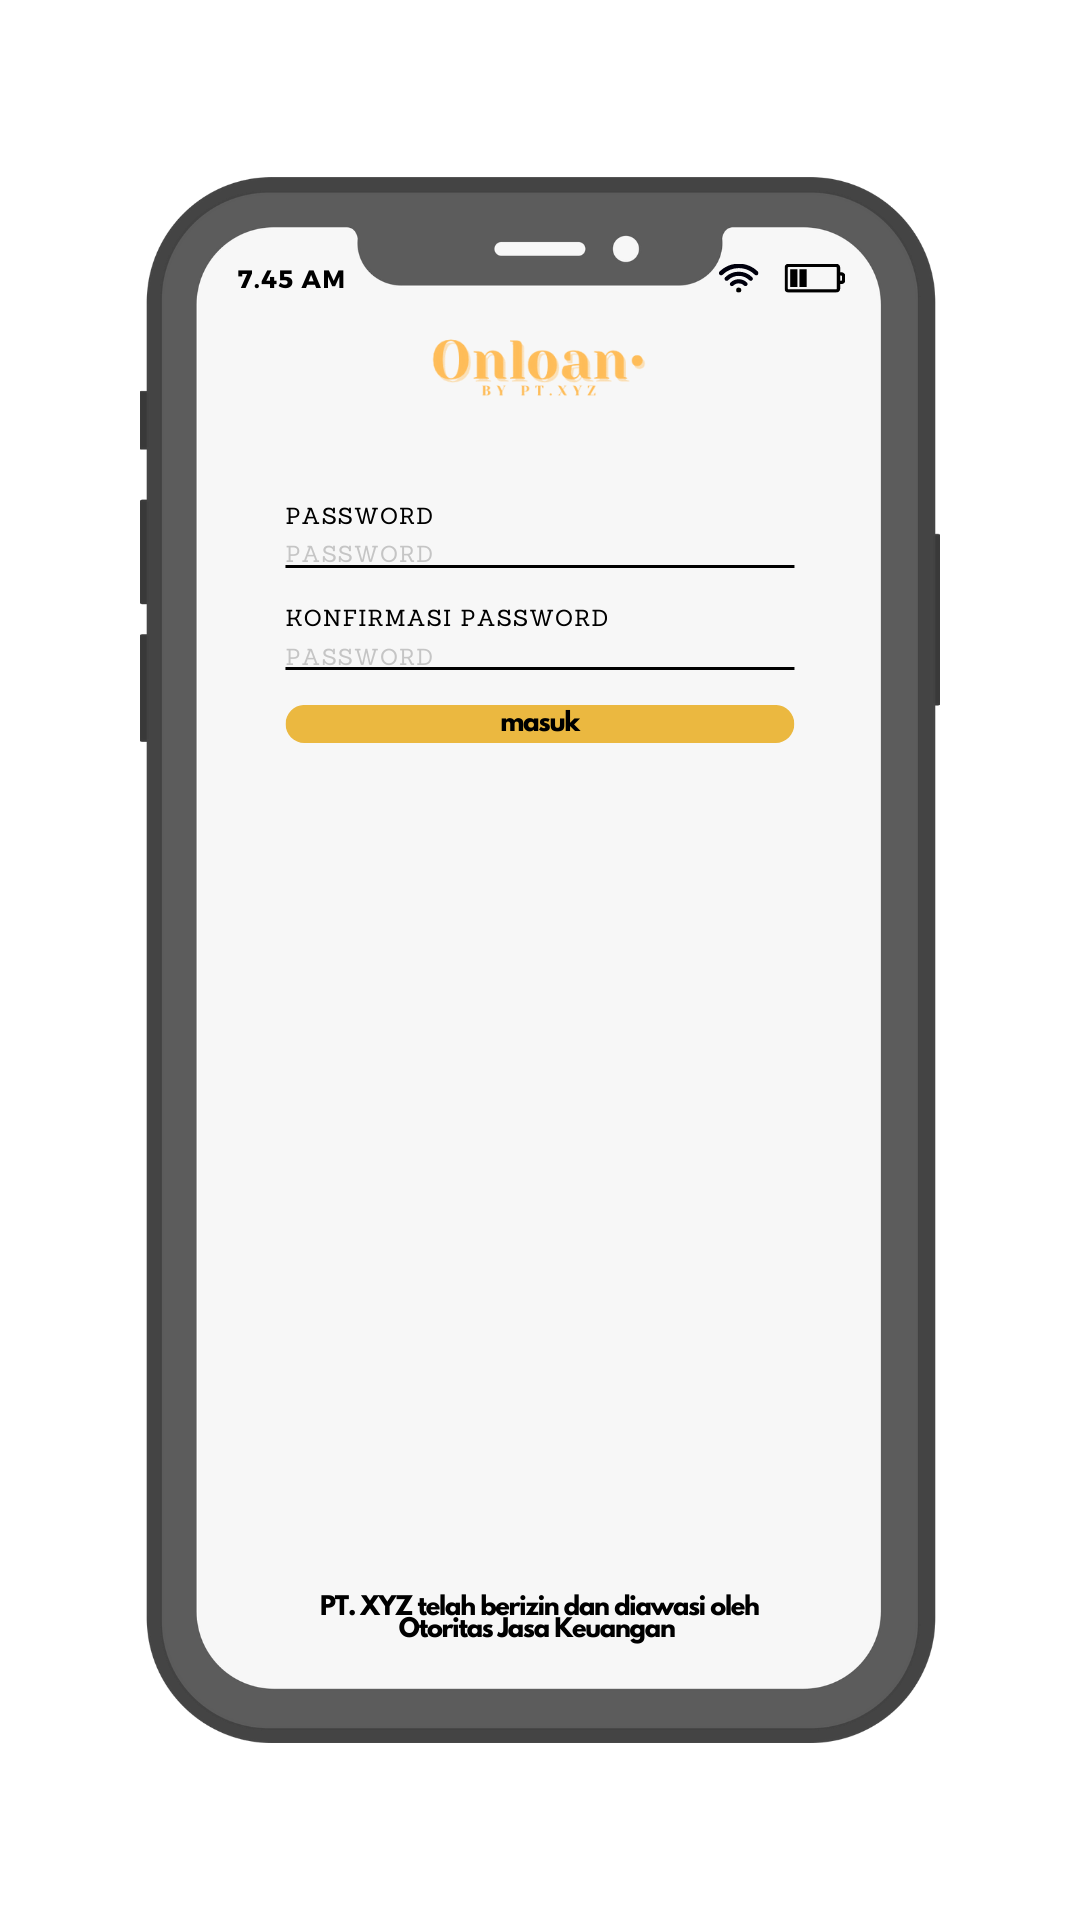 7.45 AM
Onloan•
BY PT.XYZ
PASSWORD
PASSWORD
KONFIRMASI PASSWORD
PASSWORD
masuk
PT. XYZ telah berizin dan diawasi oleh
Otoritas Jasa Keuangan